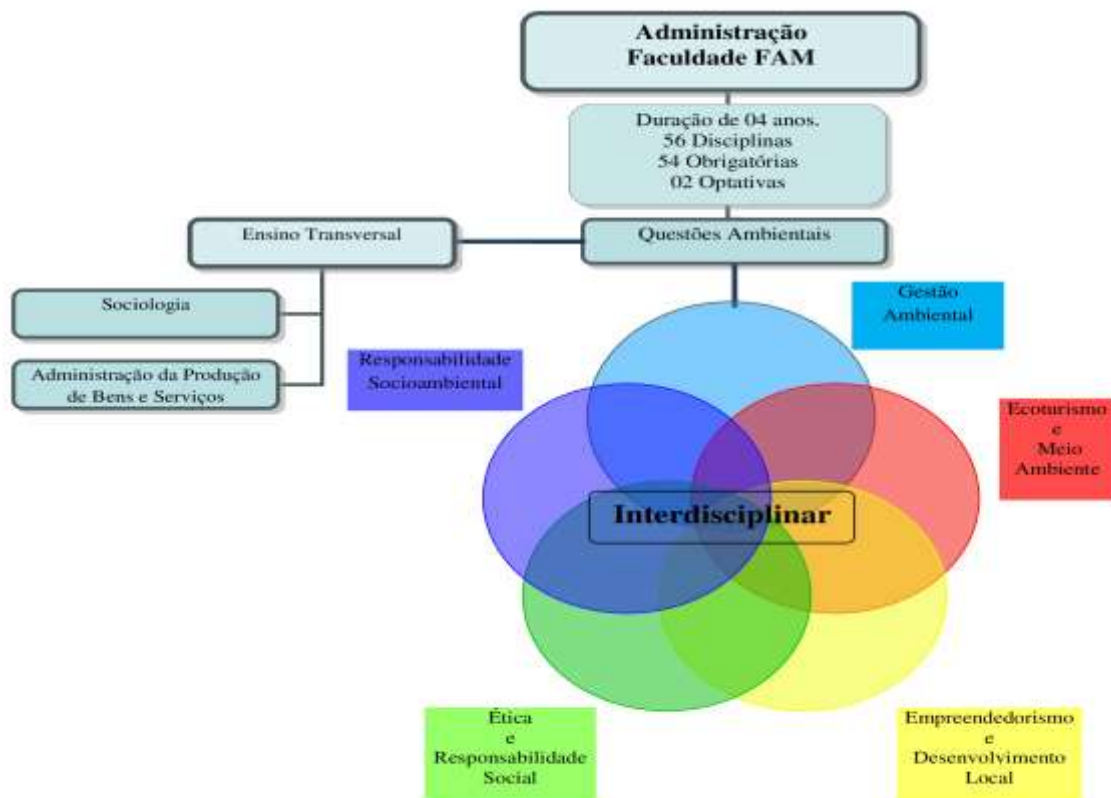 Administração
Faculdade FAM
Duração de 04 anos.
56 Disciplinas
54 Obrigatórias
02 Optativas
Ensino Transversal
Questões Ambientais
Sociologia
Administração da Produção
de Bens e Serviços
Gestão
Ambiental
Responsabilidade
Socioambiental
Ecoturismo
e
Meio
Ambiente
Interdisciplinar
Ética
e
Responsabilidade
Social
Empreendedorismo
e
Desenvolvimento
Local